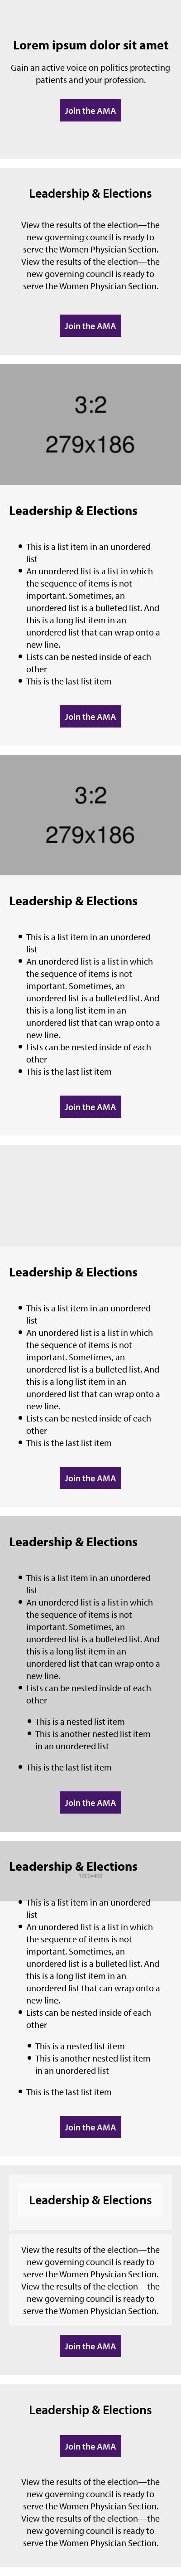 Lorem ipsum dolor sit amet
Gain an active voice on politics protecting
patients and your profession.
Join the AMA
Leadership & Elections
View the results of the election—the
new governing council is ready to
serve the Women Physician Section.
View the results of the election—the
new governing council is ready to
serve the Women Physician Section.
Join the AMA
3:2
279x186
Leadership & Elections
This is a list item in an unordered
list
An unordered list is a list in which
the sequence of items is not
important. Sometimes, an
unordered list is a bulleted list. And
this is a long list item in an
unordered list that can wrap onto a
new line.
Lists can be nested inside of each
other
This is the last list item
Join the AMA
3:2
279x186
Leadership & Elections
This is a list item in an unordered
list
An unordered list is a list in which
the sequence of items is not
important. Sometimes, an
unordered list is a bulleted list. And
this is a long list item in an
unordered list that can wrap onto a
new line.
Lists can be nested inside of each
other
This is the last list item
Join the AMA
Leadership & Elections
This is a list item in an unordered
list
An unordered list is a list in which
the sequence of items is not
important. Sometimes, an
unordered list is a bulleted list. And
this is a long list item in an
unordered list that can wrap onto a
new line.
Lists can be nested inside of each
other
This is the last list item
Join the AMA
Leadership & Elections
This is a list item in an unordered
list
An unordered list is a list in which
the sequence of items is not
important. Sometimes, an
unordered list is a bulleted list. And
this is a long list item in an
unordered list that can wrap onto a
new line.
Lists can be nested inside of each
other
This is a nested list item
This is another nested list item
in an unordered list
This is the last list item
Join the AMA
Leadership & Elections
1200x400
This is a list item in an unordered
list
An unordered list is a list in which
the sequence of items is not
important. Sometimes, an
unordered list is a bulleted list. And
this is a long list item in an
unordered list that can wrap onto a
new line.
Lists can be nested inside of each
other
This is a nested list item
This is another nested list item
in an unordered list
This is the last list item
Join the AMA
Leadership & Elections
View the results of the election—the
new governing council is ready to
serve the Women Physician Section.
View the results of the election—the
new governing council is ready to
serve the Women Physician Section.
Join the AMA
Leadership & Elections
Join the AMA
View the results of the election—the
new governing council is ready to
serve the Women Physician Section.
View the results of the election—the
new governing council is ready to
serve the Women Physician Section.